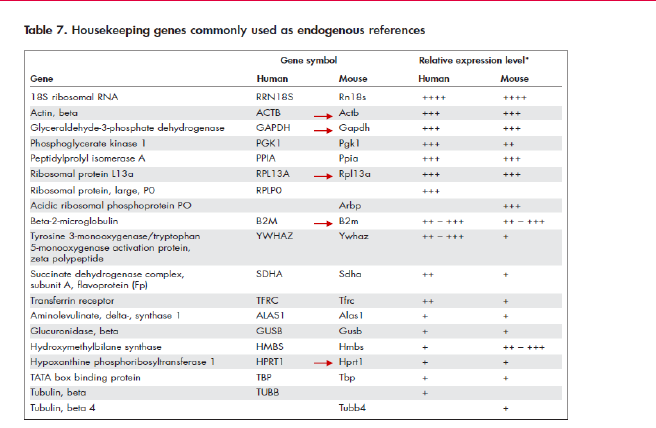 Table 7. Housekeeping genes commonly used as endogenous references
Gene symbol Relative expression level*
Gene Human Mouse Human Mouse
18S ribosomal RNA RRN18S Rn18s ++++ ++++
Actin, beta ACTB Actb +++ +++
Glyceraldehyde-3-phosphate dehydrogenase GAPDH Gapdh +++ +++
Phosphoglycerate kinase 1 PGK1 Pgk1 +++ ++
Peptidylprolyl isomerase A PPIA Ppia +++ +++
Ribosomal protein L13a RPL13A Rpl13a +++ +++
Ribosomal protein, large, P0 RPLP0 +++
Acidic ribosomal phosphoprotein PO Arbp +++
Beta-2-microglobulin B2M B2m ++ – +++ ++ – +++
Tyrosine 3-monooxygenase/tryptophan YWHAZ Ywhaz ++ – +++ +
5-monooxygenase activation protein,
zeta polypeptide
Succinate dehydrogenase complex, SDHA Sdha ++ +
subunit A, flavoprotein (Fp)
Transferrin receptor TFRC Tfrc ++ +
Aminolevulinate, delta-, synthase 1 ALAS1 Alas1 + +
Glucuronidase, beta GUSB Gusb + +
Hydroxymethylbilane synthase HMBS Hmbs + ++ – +++
Hypoxanthine phosphoribosyltransferase 1 HPRT1 Hprt1 + +
TATA box binding protein TBP Tbp + +
Tubulin, beta TUBB +
Tubulin, beta 4 Tubb4 +